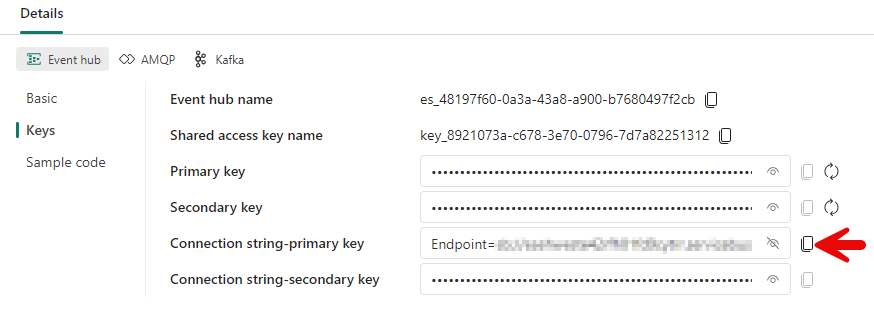 Details
Event hub AMQP Kafka
Basic
Keys
Sample code
Event hub name es_48197f60-0a3a-43a8-a900-b7680497f2cb
Shared access key name key_8921073a-c678-3e70-0796-7d7a82251312
Primary key
Secondary key
Connection string-primary key Endpoint=
Connection string-secondary key